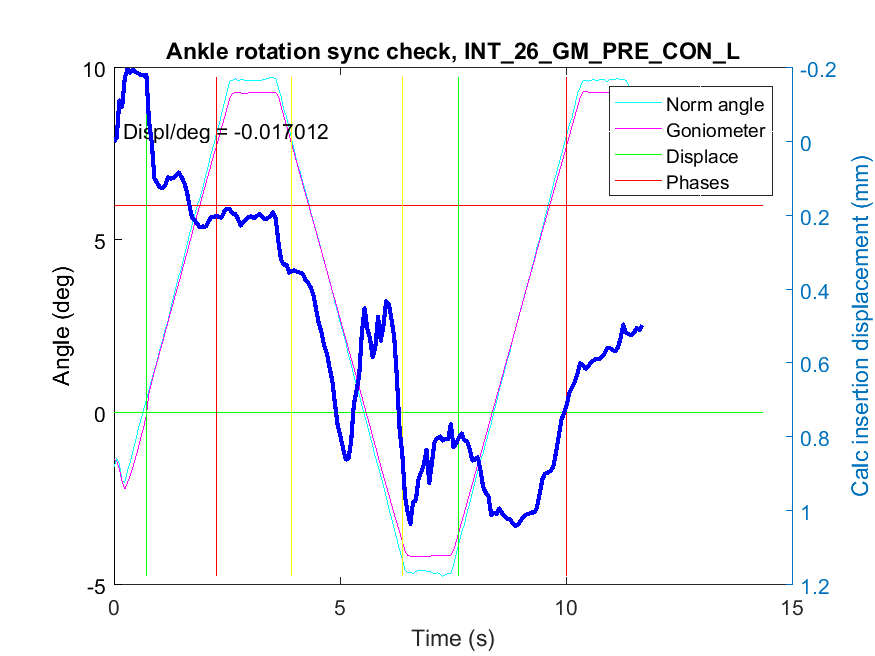 Ankle rotation sync check, INT_26_GM_PRE_CON_L
10
5
0
-5
Angle (deg)
Displ/deg = -0.017012
Norm angle
Goniometer
Displace
Phases
-0.2
0
0.2
0.4
0.6
0.8
1
1.2
Calc insertion displacement (mm)
0
5
10
15
Time (s)